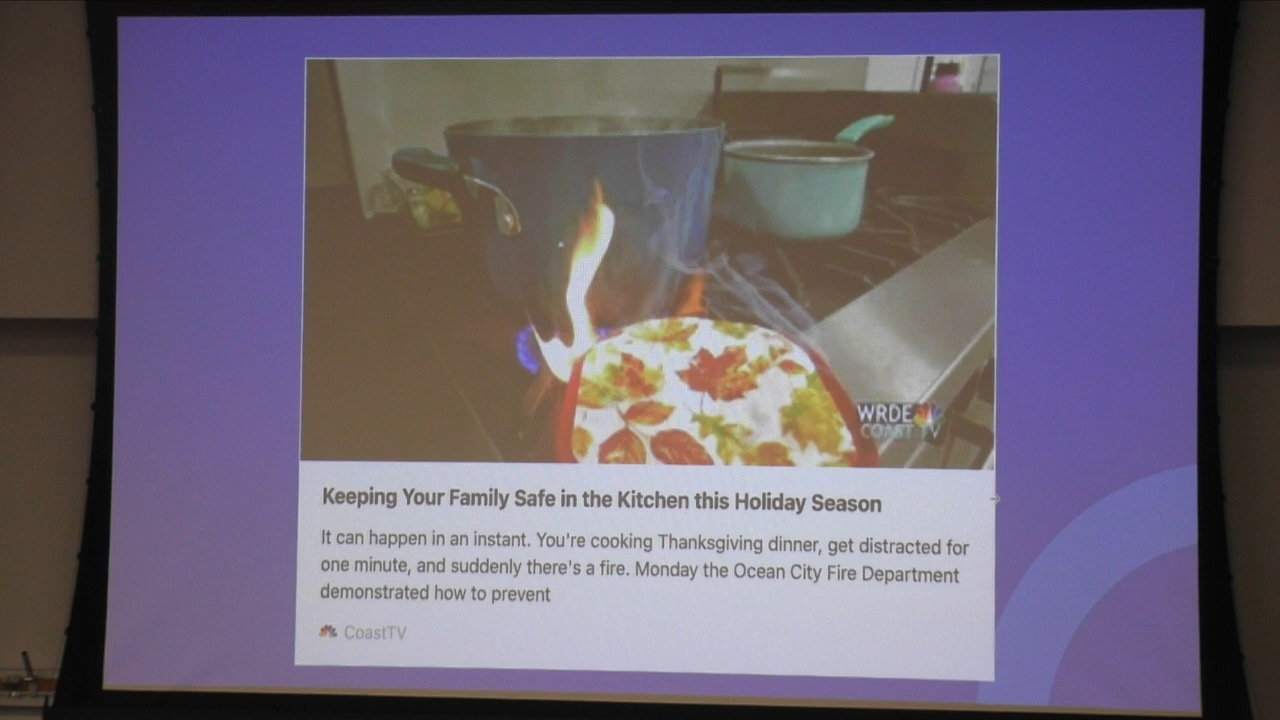 WRDE
COAST TV
Keeping Your Family Safe in the Kitchen this Holiday Season
It can happen in an instant. You're cooking Thanksgiving dinner, get distracted for
one minute, and suddenly there's a fire. Monday the Ocean City Fire Department
demonstrated how to prevent
CoastTV